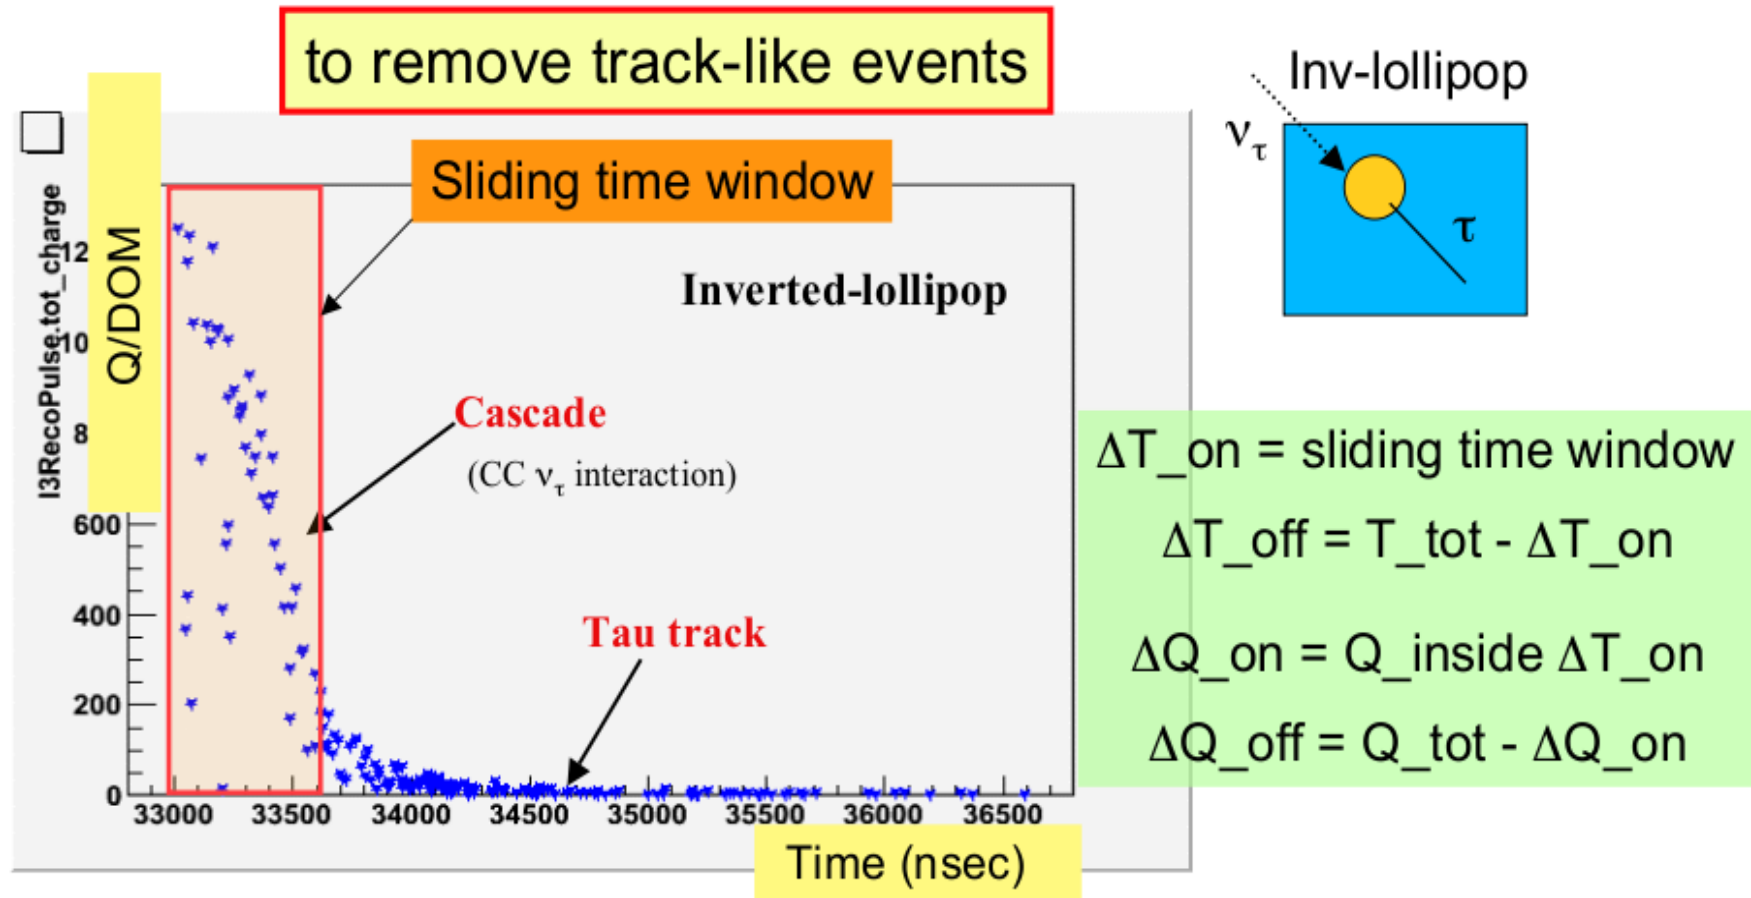 to remove track-like events
Inv-lollipop
ντ
τ
Sliding time window
I3RecoPulse.tot_charge
Q/DOM
Inverted-lollipop
Cascade
(CC ντ interaction)
Tau track
12
10
8
600
400
200
0
33000 33500 34000 34500 35000 35500 36000 36500
Time (nsec)
ΔT_on = sliding time window
ΔT_off = T_tot - ΔT_on
ΔQ_on = Q_inside ΔT_on
ΔQ_off = Q_tot - ΔQ_on